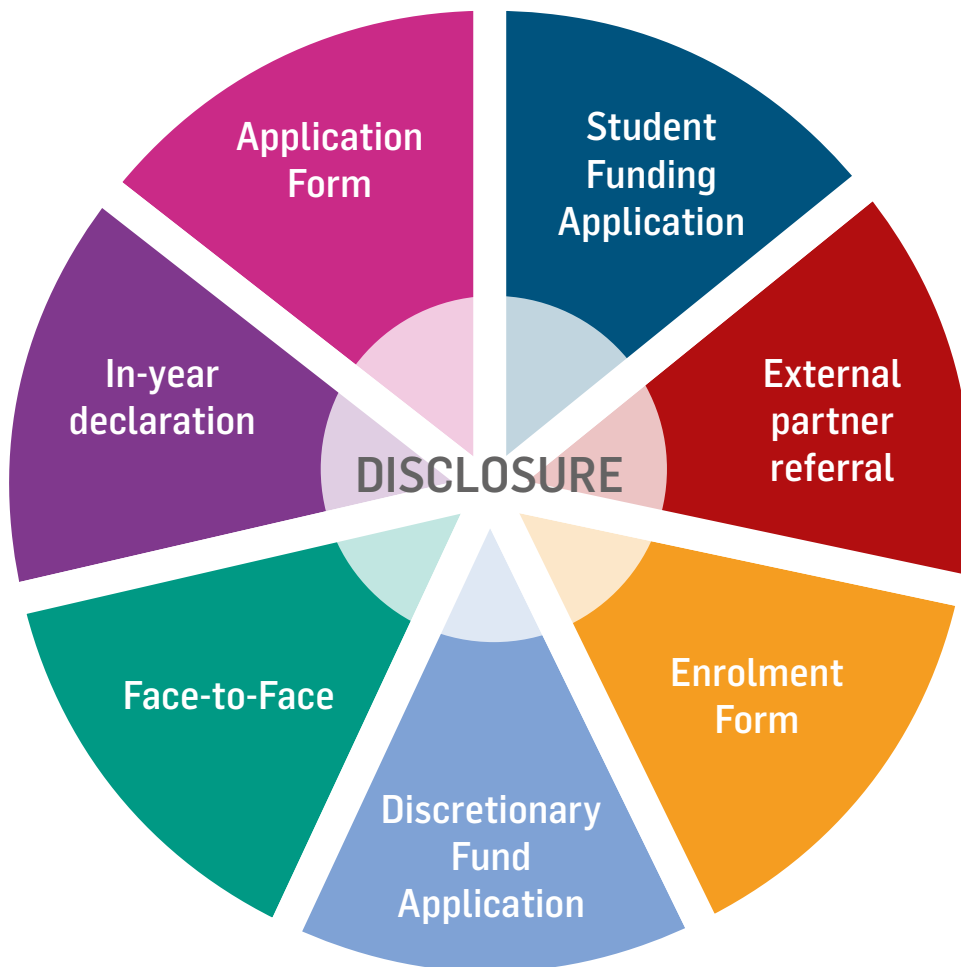 Application
Form
Student
Funding
Application
External
partner
referral
Enrolment
Form
Discretionary
Fund
Application
Face-to-Face
In-year
declaration
DISCLOSURE